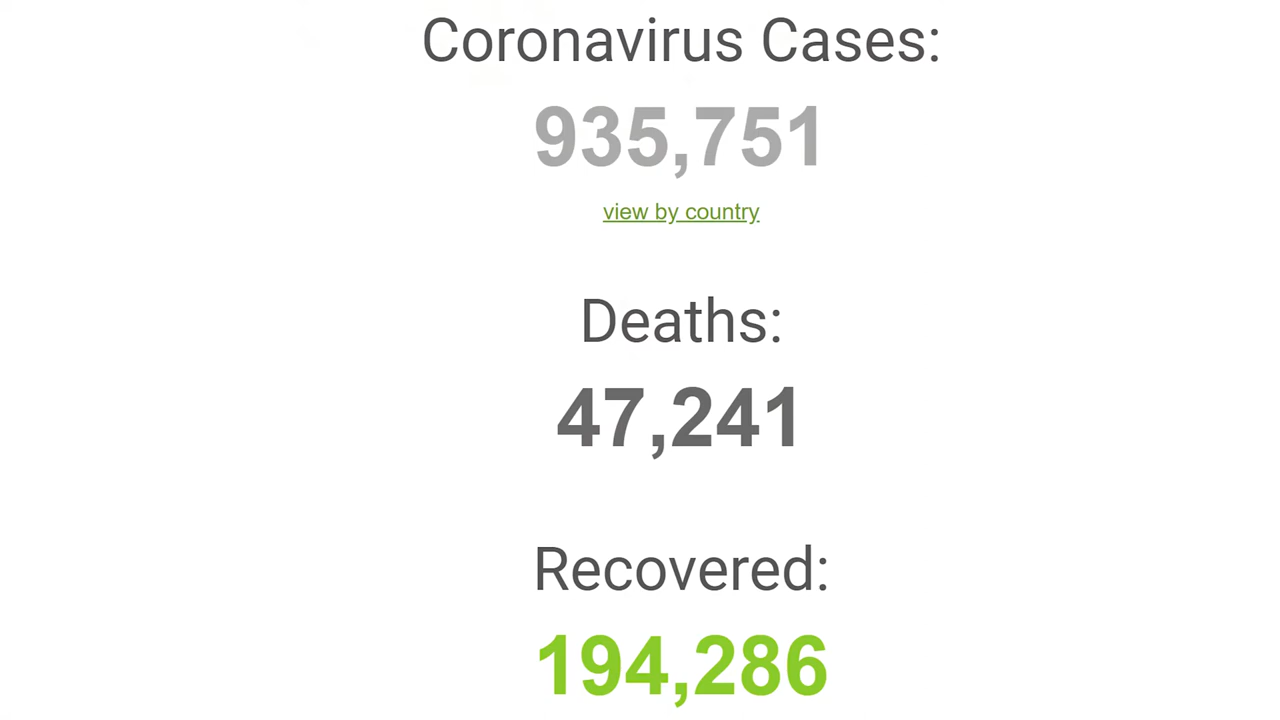 Coronavirus Cases:
935,751
view by country
Deaths:
47,241
Recovered:
194,286